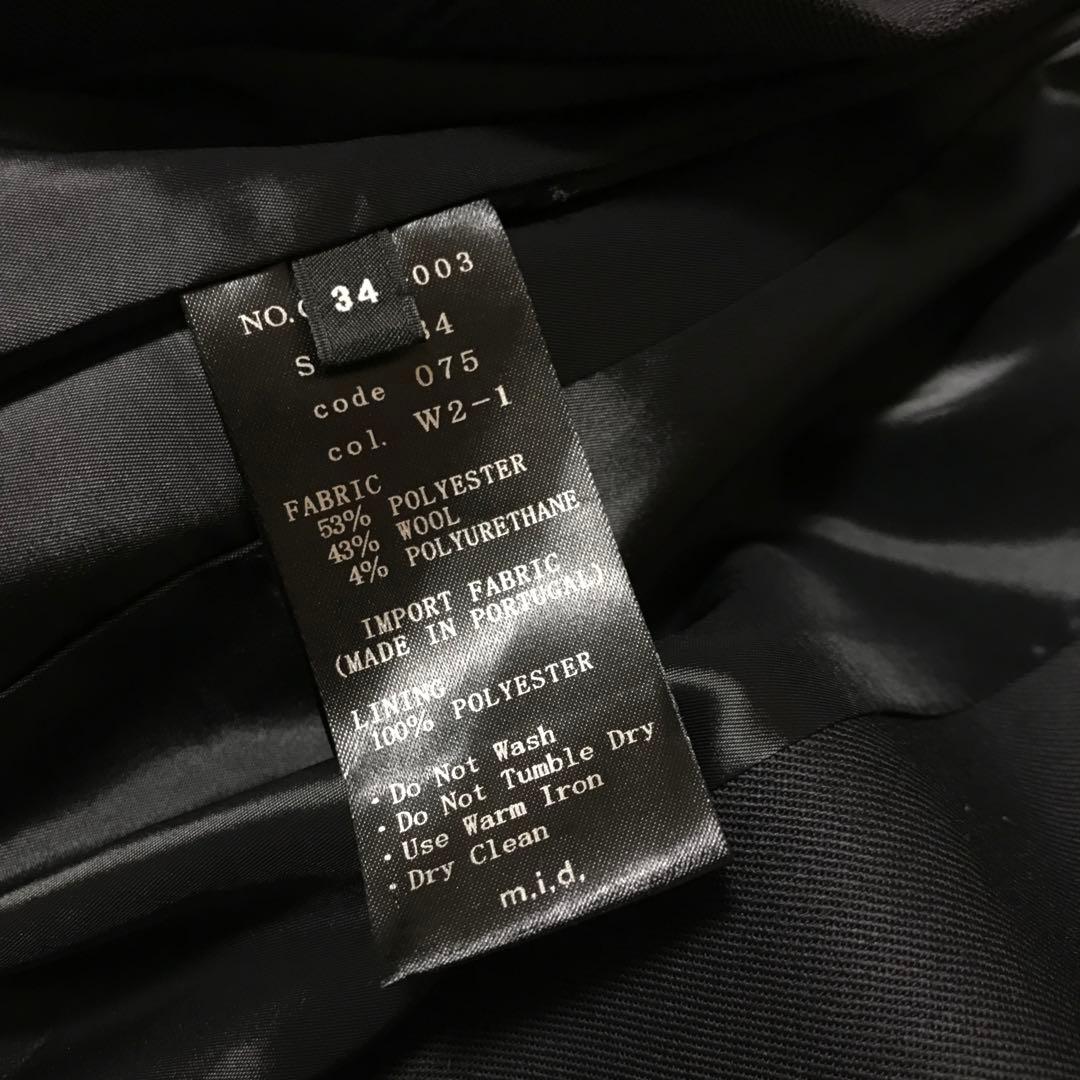 34
NO. 003
S 34
code 075
col. W2-1
FABRIC
53% POLYESTER
43% WOOL
4% POLYURETHANE
IMPORT FABRIC
(MADE IN PORTUGAL)
LINING
100% POLYESTER
・Do Not Wash
・Do Not Tumble Dry
・Use Warm Iron
・Dry Clean
m.i.d.